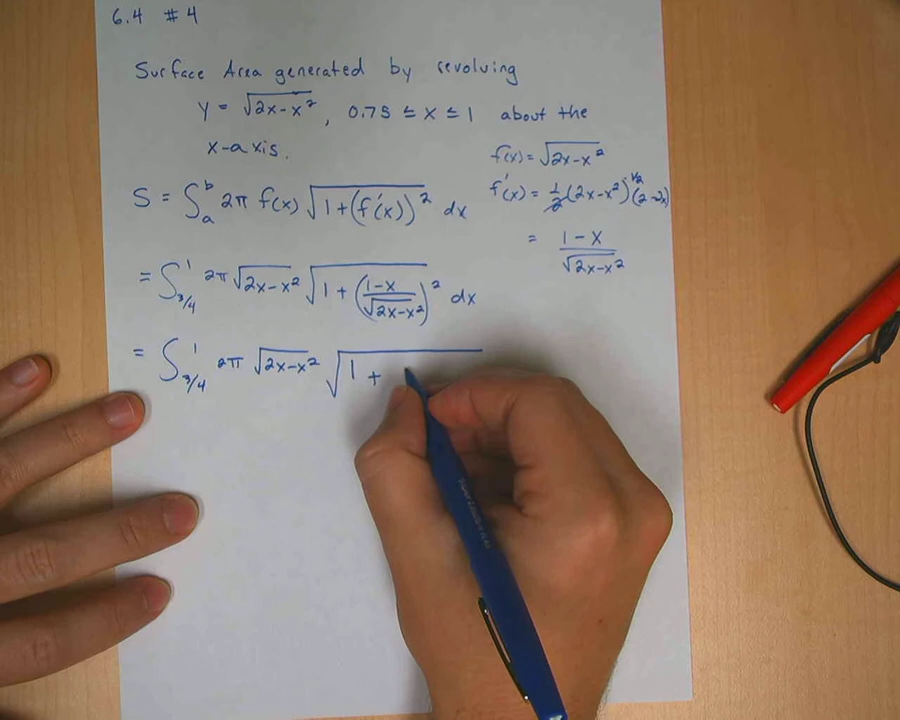 6.4 #4
Surface Area generated by revolving
y = √(2x-x²), 0.75 ≤ x ≤ 1 about the
x-axis.
f(x) = √(2x-x²)
f'(x) = ½(2x-x²)^(-1/2)(2-2x)
= (1-x)/√(2x-x²)
S = ∫_a^b 2π f(x) √(1+(f'(x))²) dx
= ∫_{3/4}^1 2π √(2x-x²) √(1 + ((1-x)/√(2x-x²))²) dx
= ∫_{3/4}^1 2π √(2x-x²) √(1 +